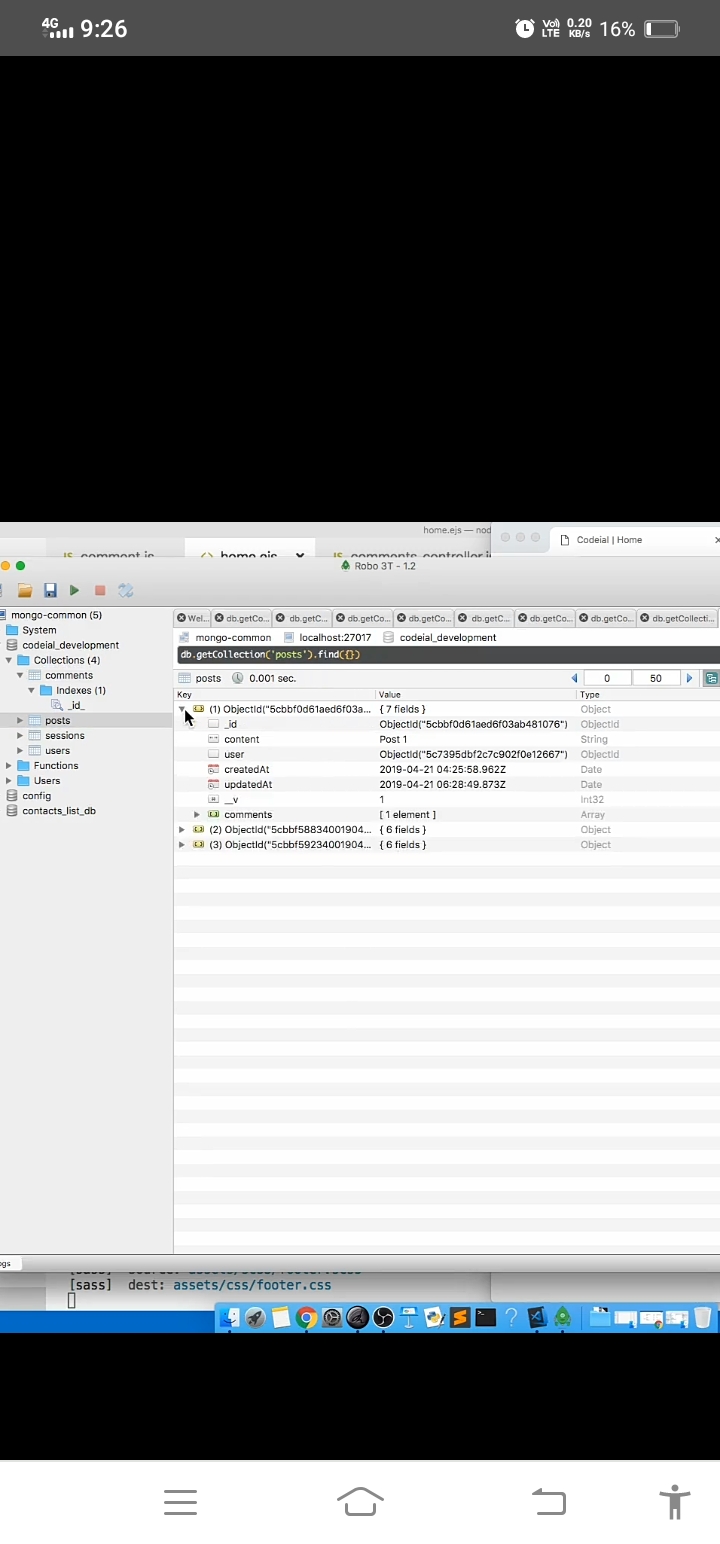 4G 9:26 Vo) LTE 0.20 KB/s 16%
home.ejs — nod
comment.js home.ejs × comments_controller.j
Codeial | Home ×
Robo 3T - 1.2
mongo-common (5)
System
codeial_development
Collections (4)
comments
Indexes (1)
_id_
posts
sessions
users
Functions
Users
config
contacts_list_db
Wel... db.getCo... db.getC... db.getCo... db.getCo... db.getC... db.getCo... db.getCo... db.getCollecti...
mongo-common localhost:27017 codeial_development
db.getCollection('posts').find({})
posts 0.001 sec. 0 50
Key Value Type
(1) ObjectId("5cbbf0d61aed6f03a... { 7 fields } Object
_id ObjectId("5cbbf0d61aed6f03ab481076") ObjectId
content Post 1 String
user ObjectId("5c7395dbf2c7c902f0e12667") ObjectId
createdAt 2019-04-21 04:25:58.962Z Date
updatedAt 2019-04-21 06:28:49.873Z Date
__v 1 Int32
comments [ 1 element ] Array
(2) ObjectId("5cbbf58834001904... { 6 fields } Object
(3) ObjectId("5cbbf59234001904... { 6 fields } Object
ogs
[sass] dest: assets/css/footer.css